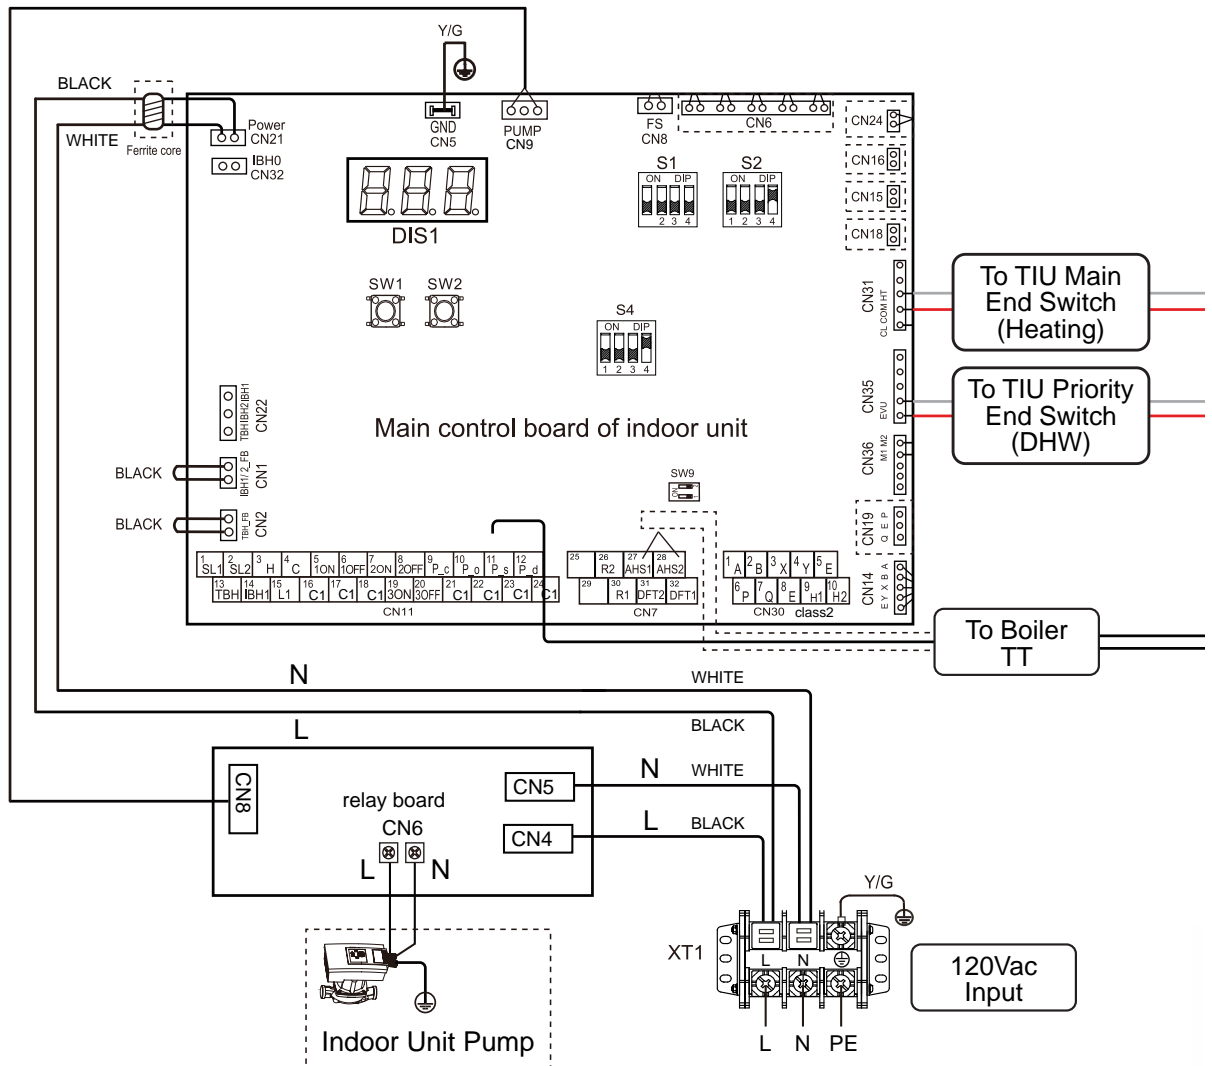 Y/G
BLACK
WHITE
Ferrite core
Power
CN21
IBH0
CN32
GND
CN5
PUMP
CN9
FS
CN8
CN6
CN24
CN16
CN15
CN18
S1
ON DIP
2 3 4
S2
ON DIP
1 2 3 4
DIS1
SW1
SW2
S4
ON DIP
1 2 3 4
CN31
CL COM HT
To TIU Main
End Switch
(Heating)
CN35
EVU
To TIU Priority
End Switch
(DHW)
CN36
M1 M2
CN22
TBH IBH2 IBH1
Main control board of indoor unit
BLACK
CN1
IBH1/ 2_FB
BLACK
CN2
TBH_FB
SW9
ON
CN19
Q E P
CN14
E Y X B A
1 SL1 2 SL2 3 H 4 C 5 1ON 6 1OFF 7 2ON 8 2OFF 9 P_c 10 P_o 11 P_s 12 P_d
13 TBH 14 IBH1 15 L1 16 C1 17 C1 18 C1 19 3ON 20 3OFF 21 C1 22 C1 23 C1 24 C1
CN11
25 26 R2 27 AHS1 28 AHS2
29 30 R1 31 DFT2 32 DFT1
CN7
1 A 2 B 3 X 4 Y 5 E
6 P 7 Q 8 E 9 H1 10 H2
CN30 class2
To Boiler
TT
N
WHITE
L
BLACK
CN8
relay board
CN6
L N
CN5
N WHITE
CN4
L BLACK
Indoor Unit Pump
Y/G
XT1
L N
L N PE
120Vac
Input